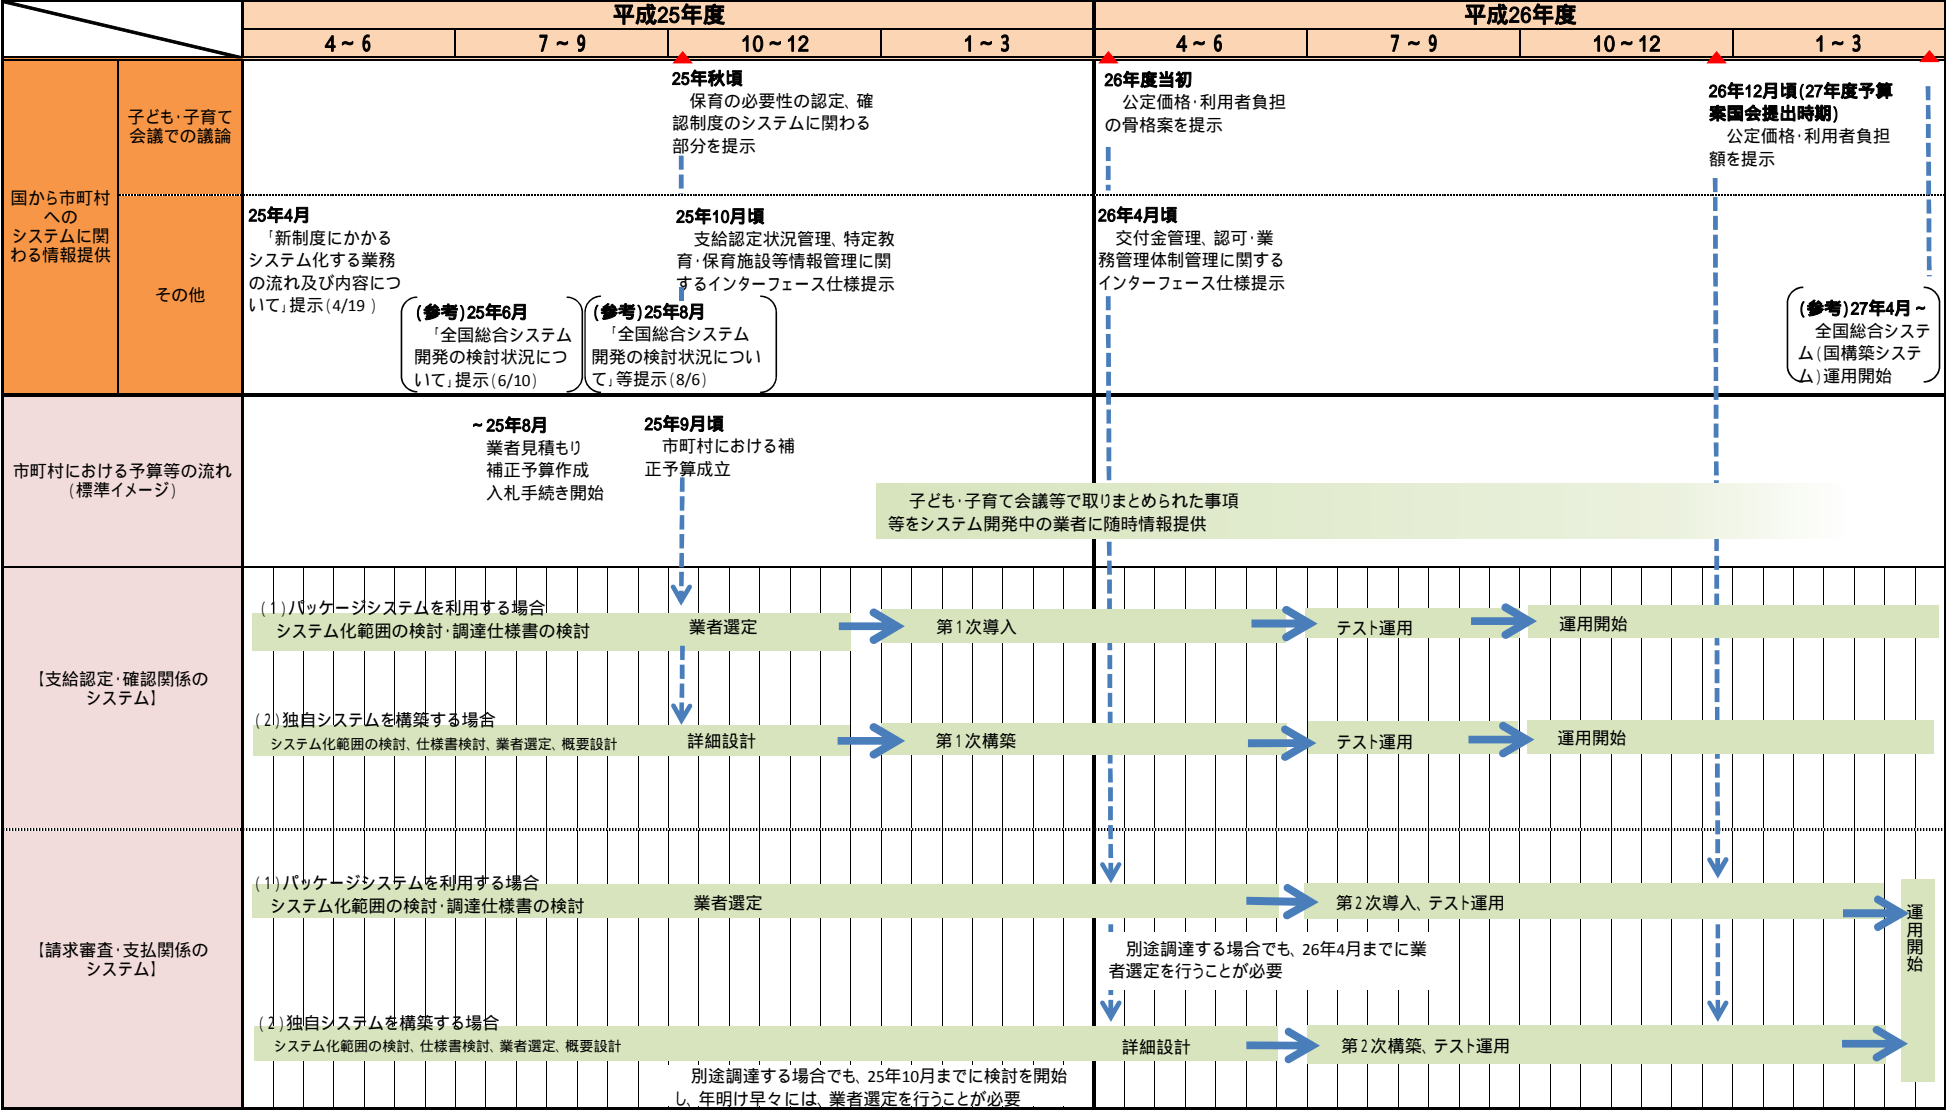 平成25年度
平成26年度
4～6
7～9
10～12
1～3
4～6
7～9
10～12
1～3
国から市町村
への
システムに関
わる情報提供
子ども・子育て
会議での議論
25年秋頃
保育の必要性の認定、確
認制度のシステムに関わる
部分を提示
26年度当初
公定価格・利用者負担
の骨格案を提示
26年12月頃(27年度予算
案国会提出時期)
公定価格・利用者負担
額を提示
その他
25年4月
「新制度にかかる
システム化する業務
の流れ及び内容につ
いて」提示(4/19 )
(参考)25年6月
「全国総合システム
開発の検討状況につ
いて」提示(6/10)
(参考)25年8月
「全国総合システム
開発の検討状況につい
て」等提示(8/6)
25年10月頃
支給認定状況管理、特定教
育・保育施設等情報管理に関
するインターフェース仕様提示
26年4月頃
交付金管理、認可・業
務管理体制管理に関する
インターフェース仕様提示
(参考)27年4月～
全国総合システ
ム(国構築システ
ム)運用開始
市町村における予算等の流れ
(標準イメージ)
～25年8月
業者見積もり
補正予算作成
入札手続き開始
25年9月頃
市町村における補
正予算成立
子ども・子育て会議等で取りまとめられた事項
等をシステム開発中の業者に随時情報提供
【支給認定・確認関係の
システム】
(1)パッケージシステムを利用する場合
システム化範囲の検討・調達仕様書の検討
業者選定
第1次導入
テスト運用
運用開始
(2)独自システムを構築する場合
システム化範囲の検討、仕様書検討、業者選定、概要設計
詳細設計
第1次構築
テスト運用
運用開始
【請求審査・支払関係の
システム】
(1)パッケージシステムを利用する場合
システム化範囲の検討・調達仕様書の検討
業者選定
第2次導入、テスト運用
運用開始
別途調達する場合でも、26年4月までに業
者選定を行うことが必要
(2)独自システムを構築する場合
システム化範囲の検討、仕様書検討、業者選定、概要設計
詳細設計
第2次構築、テスト運用
別途調達する場合でも、25年10月までに検討を開始
し、年明け早々には、業者選定を行うことが必要